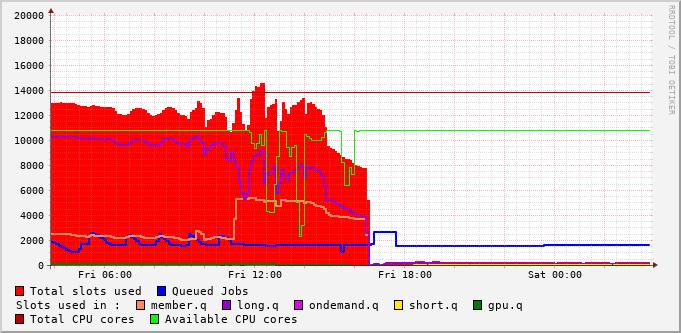 20000
18000
16000
14000
12000
10000
8000
6000
4000
2000
0
Fri 06:00 Fri 12:00 Fri 18:00 Sat 00:00
RRDTOOL / TOBI OETIKER
Total slots used Queued Jobs
Slots used in : member.q long.q ondemand.q short.q gpu.q
Total CPU cores Available CPU cores